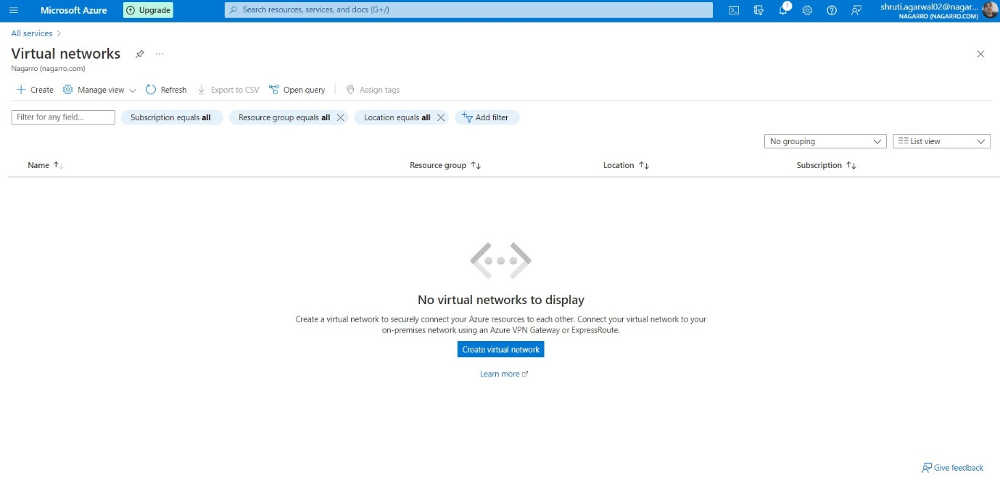 Microsoft Azure Upgrade Search resources, services, and docs (G+/) 1 shruti.agarwal02@nagar...
NAGARRO (NAGARRO.COM)
All services >
Virtual networks ...
Nagarro (nagarro.com)
Create Manage view Refresh Export to CSV Open query Assign tags
Filter for any field... Subscription equals all Resource group equals all Location equals all Add filter
No grouping List view
Name Resource group Location Subscription
No virtual networks to display
Create a virtual network to securely connect your Azure resources to each other. Connect your virtual network to your
on-premises network using an Azure VPN Gateway or ExpressRoute.
Create virtual network
Learn more
Give feedback